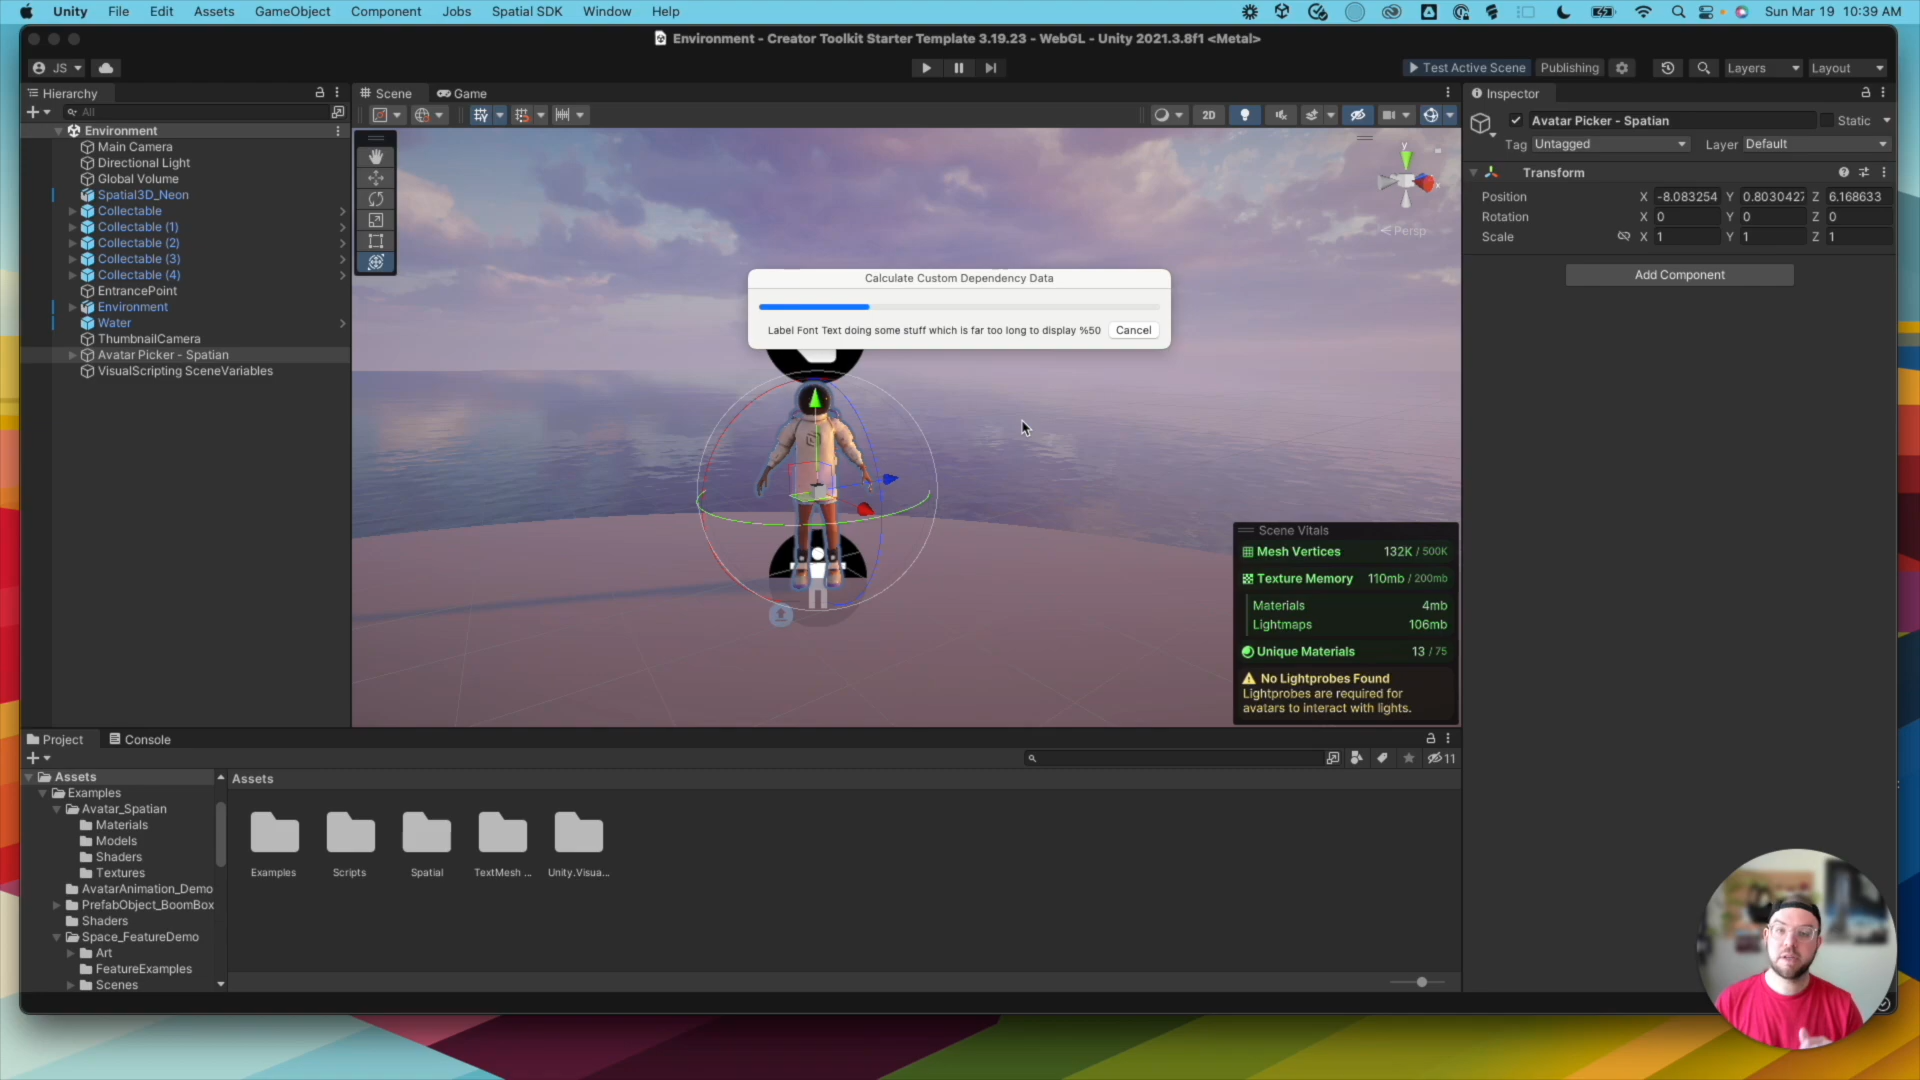 Unity File Edit Assets GameObject Component Jobs Spatial SDK Window Help Sun Mar 19 10:39 AM
Environment - Creator Toolkit Starter Template 3.19.23 - WebGL - Unity 2021.3.8f1 <Metal>
JS Test Active Scene Publishing Layers Layout
Hierarchy
All
Environment
Main Camera
Directional Light
Global Volume
Spatial3D_Neon
Collectable
Collectable (1)
Collectable (2)
Collectable (3)
Collectable (4)
EntrancePoint
Environment
Water
ThumbnailCamera
Avatar Picker - Spatian
VisualScripting SceneVariables
Scene Game
2D
y
x
Persp
Calculate Custom Dependency Data
Label Font Text doing some stuff which is far too long to display %50 Cancel
Scene Vitals
Mesh Vertices 132K / 500K
Texture Memory 110mb / 200mb
Materials 4mb
Lightmaps 106mb
Unique Materials 13 / 75
No Lightprobes Found
Lightprobes are required for
avatars to interact with lights.
Inspector
Avatar Picker - Spatian Static
Tag Untagged Layer Default
Transform
Position X -8.083254 Y 0.8030427 Z 6.168633
Rotation X 0 Y 0 Z 0
Scale X 1 Y 1 Z 1
Add Component
Project Console
11
Assets
Examples
Avatar_Spatian
Materials
Models
Shaders
Textures
AvatarAnimation_Demo
PrefabObject_BoomBox
Shaders
Space_FeatureDemo
Art
FeatureExamples
Scenes
Assets
Examples Scripts Spatial TextMesh ... Unity.Visua...